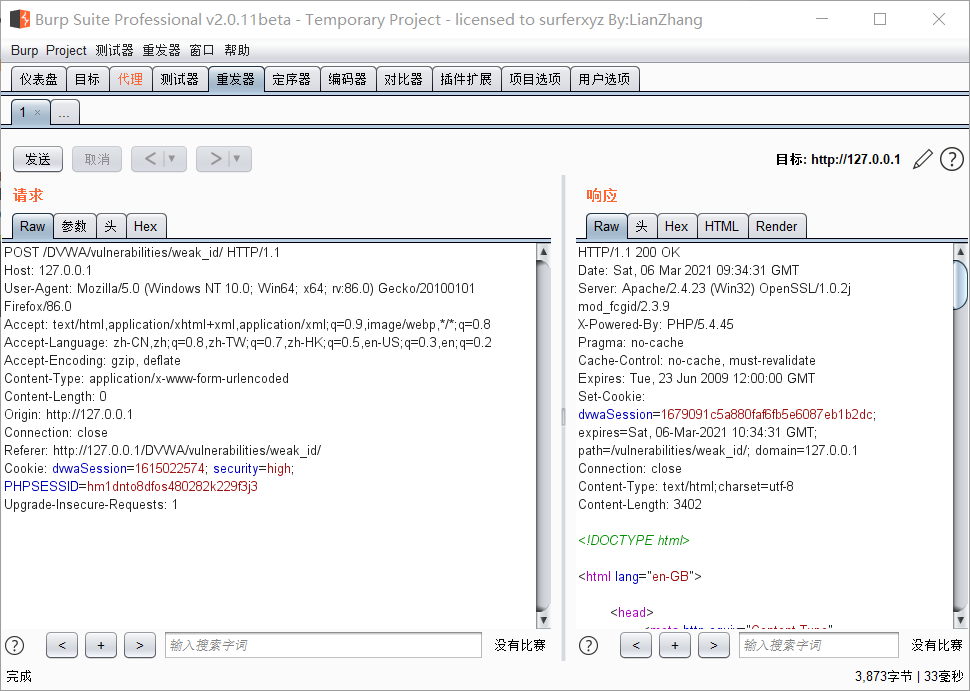 Burp Suite Professional v2.0.11beta - Temporary Project - licensed to surferxyz By:LianZhang
Burp Project 测试器 重发器 窗口 帮助
仪表盘 目标 代理 测试器 重发器 定序器 编码器 对比器 插件扩展 项目选项 用户选项
1 × ...
发送 取消 < ▼ > ▼ 目标: http://127.0.0.1 ?
请求
Raw 参数 头 Hex
POST /DVWA/vulnerabilities/weak_id/ HTTP/1.1
Host: 127.0.0.1
User-Agent: Mozilla/5.0 (Windows NT 10.0; Win64; x64; rv:86.0) Gecko/20100101
Firefox/86.0
Accept: text/html,application/xhtml+xml,application/xml;q=0.9,image/webp,*/*;q=0.8
Accept-Language: zh-CN,zh;q=0.8,zh-TW;q=0.7,zh-HK;q=0.5,en-US;q=0.3,en;q=0.2
Accept-Encoding: gzip, deflate
Content-Type: application/x-www-form-urlencoded
Content-Length: 0
Origin: http://127.0.0.1
Connection: close
Referer: http://127.0.0.1/DVWA/vulnerabilities/weak_id/
Cookie: dvwaSession=1615022574; security=high;
PHPSESSID=hm1dnto8dfos480282k229f3j3
Upgrade-Insecure-Requests: 1
? < + > 输入搜索字词 没有比赛
响应
Raw 头 Hex HTML Render
HTTP/1.1 200 OK
Date: Sat, 06 Mar 2021 09:34:31 GMT
Server: Apache/2.4.23 (Win32) OpenSSL/1.0.2j
mod_fcgid/2.3.9
X-Powered-By: PHP/5.4.45
Pragma: no-cache
Cache-Control: no-cache, must-revalidate
Expires: Tue, 23 Jun 2009 12:00:00 GMT
Set-Cookie:
dvwaSession=1679091c5a880faf6fb5e6087eb1b2dc;
expires=Sat, 06-Mar-2021 10:34:31 GMT;
path=/vulnerabilities/weak_id/; domain=127.0.0.1
Connection: close
Content-Type: text/html;charset=utf-8
Content-Length: 3402
<!DOCTYPE html>
<html lang="en-GB">
<head>
<meta http-equiv="Content-Type"
? < + > 输入搜索字词 没有比赛
完成 3,873字节 | 33毫秒